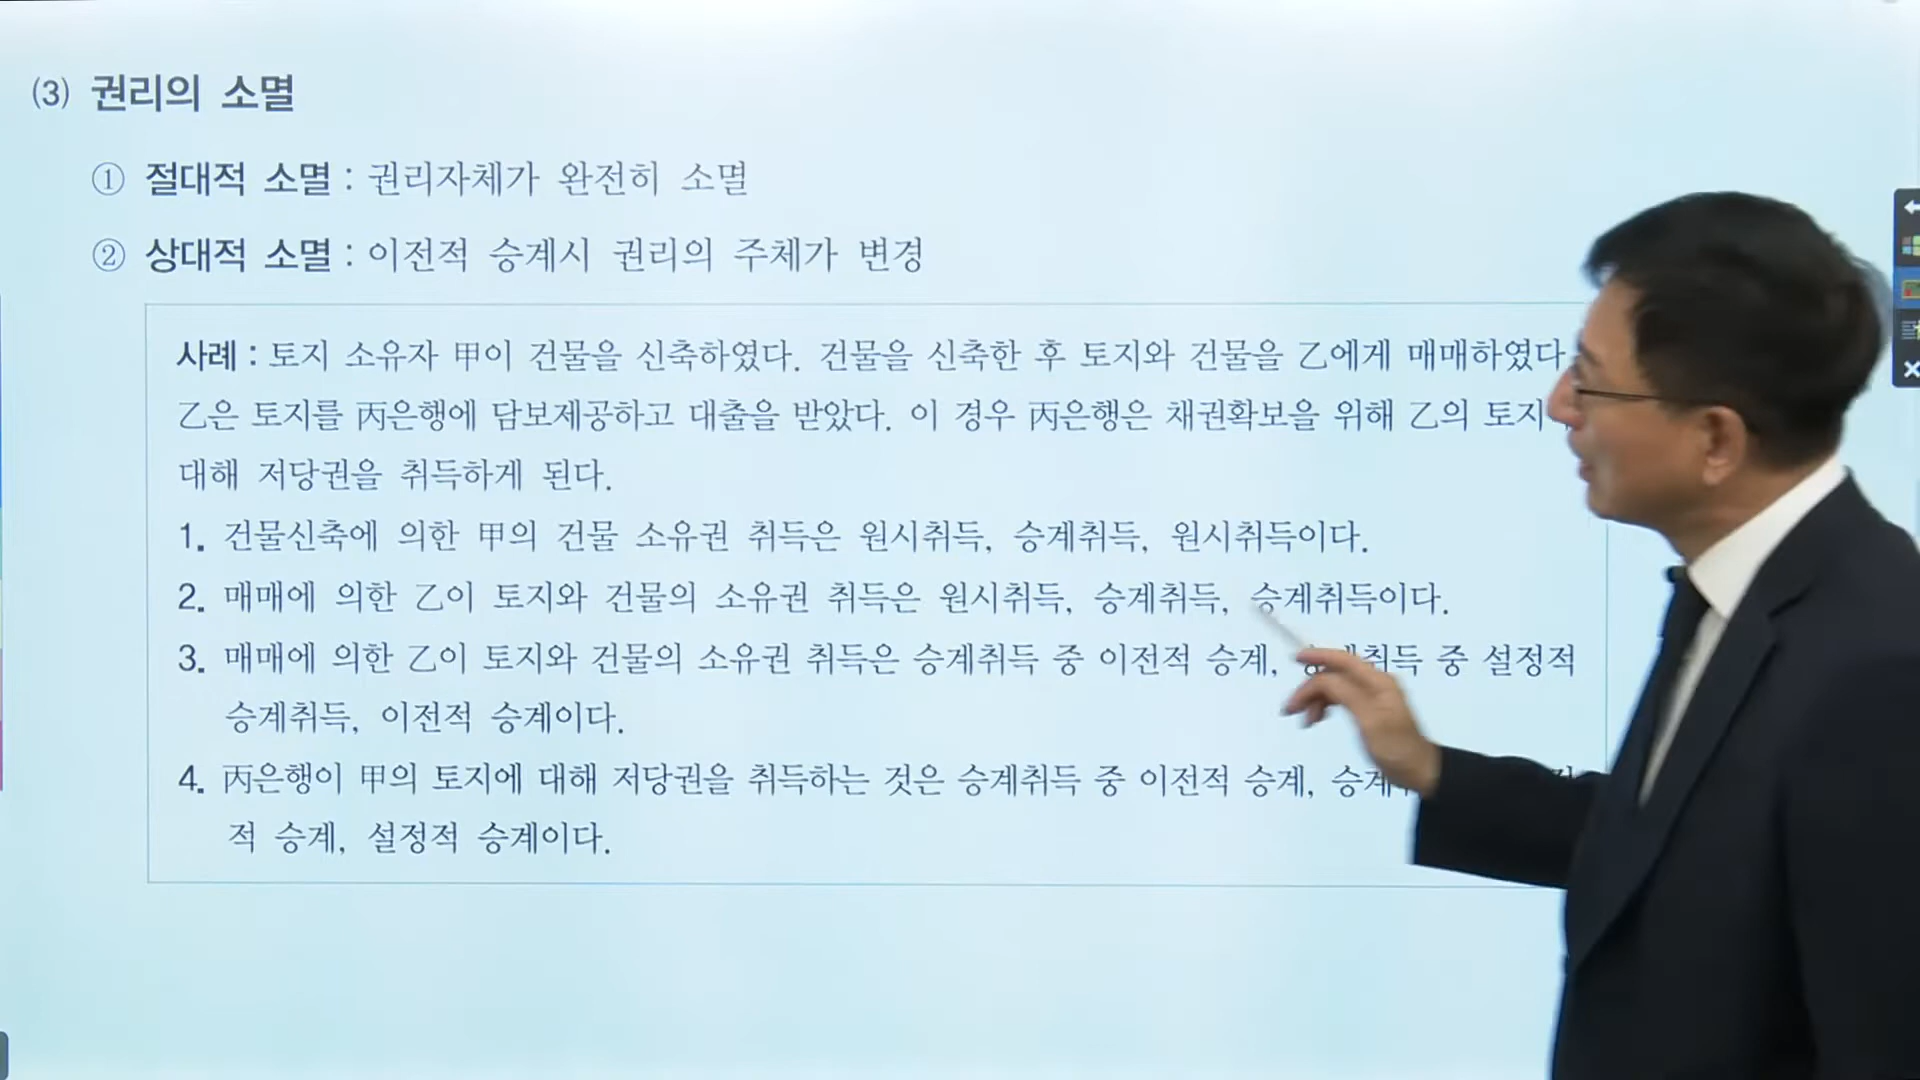 (3) 권리의 소멸
① 절대적 소멸 : 권리자체가 완전히 소멸
② 상대적 소멸 : 이전적 승계시 권리의 주체가 변경
사례 : 토지 소유자 甲이 건물을 신축하였다. 건물을 신축한 후 토지와 건물을 乙에게 매매하였다
乙은 토지를 丙은행에 담보제공하고 대출을 받았다. 이 경우 丙은행은 채권확보을 위해 乙의 토지
대해 저당권을 취득하게 된다.
1. 건물신축에 의한 甲의 건물 소유권 취득은 원시취득, 승계취득, 원시취득이다.
2. 매매에 의한 乙이 토지와 건물의 소유권 취득은 원시취득, 승계취득, 승계취득이다.
3. 매매에 의한 乙이 토지와 건물의 소유권 취득은 승계취득 중 이전적 승계, 중 설정적
승계취득, 이전적 승계이다.
4. 丙은행이 甲의 토지에 대해 저당권을 취득하는 것은 승계취득 중 이전적 승계,
적 승계, 설정적 승계이다.